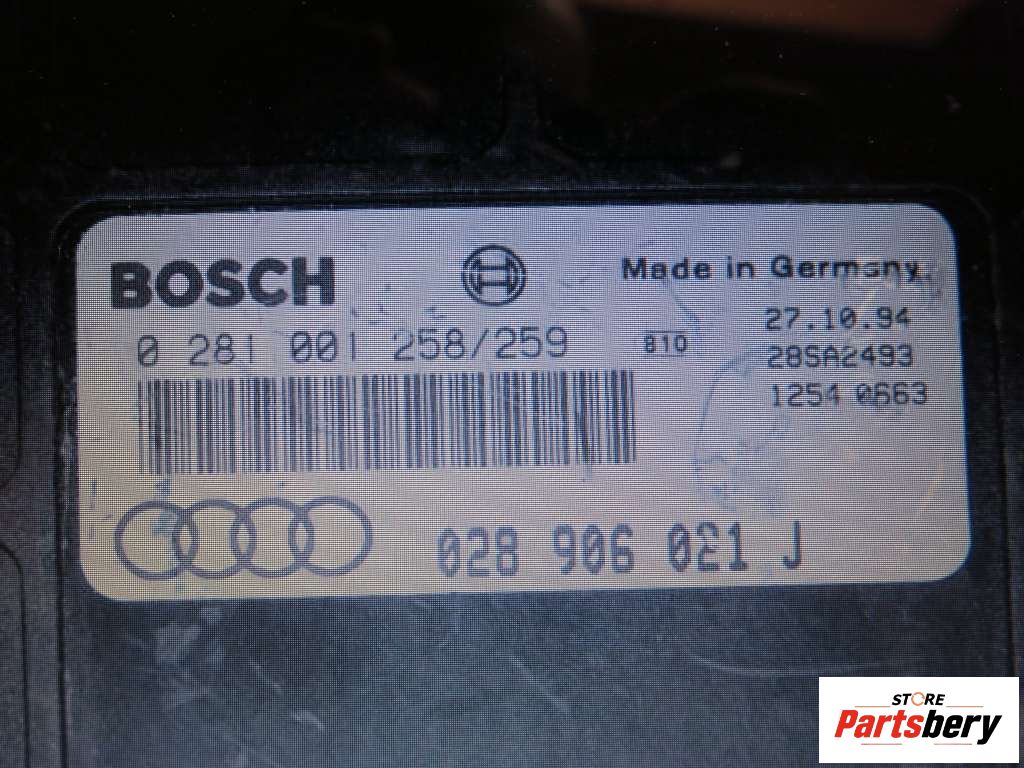 BOSCH
Made in Germany
27.10.94
0 281 001 258/259
810
28SA2493
1254 0663
028 906 021 J
STORE
Partsbery